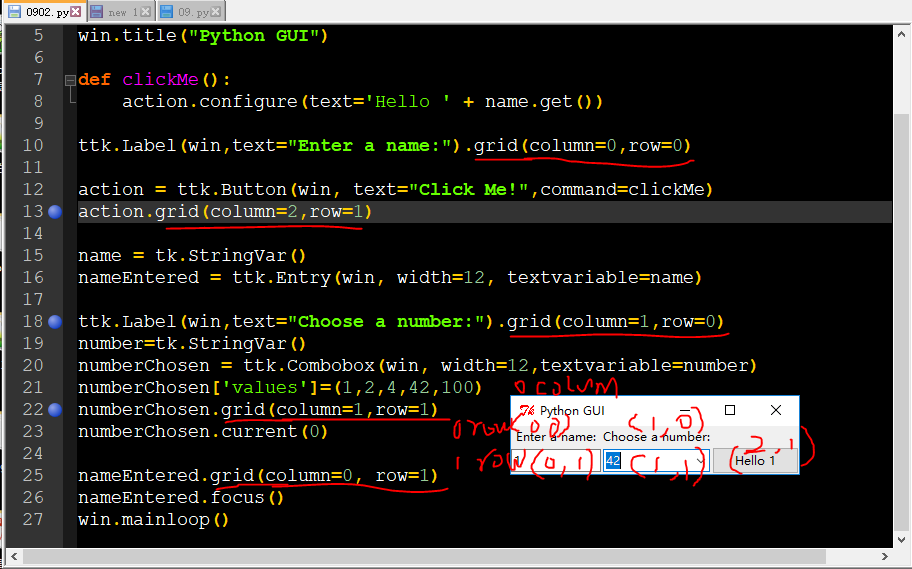 0902.py new 1 09.py
5 win.title("Python GUI")
6
7 def clickMe():
8 action.configure(text='Hello ' + name.get())
9
10 ttk.Label(win,text="Enter a name:").grid(column=0,row=0)
11
12 action = ttk.Button(win, text="Click Me!",command=clickMe)
13 action.grid(column=2,row=1)
14
15 name = tk.StringVar()
16 nameEntered = ttk.Entry(win, width=12, textvariable=name)
17
18 ttk.Label(win,text="Choose a number:").grid(column=1,row=0)
19 number=tk.StringVar()
20 numberChosen = ttk.Combobox(win, width=12,textvariable=number)
21 numberChosen['values']=(1,2,4,42,100)
22 numberChosen.grid(column=1,row=1)
23 numberChosen.current(0)
24
25 nameEntered.grid(column=0, row=1)
26 nameEntered.focus()
27 win.mainloop()
0 column
Python GUI
0 row (0 0) (1,0)
Enter a name: Choose a number:
1 row (0,1) 42 (1,1) (2,1)
Hello 1